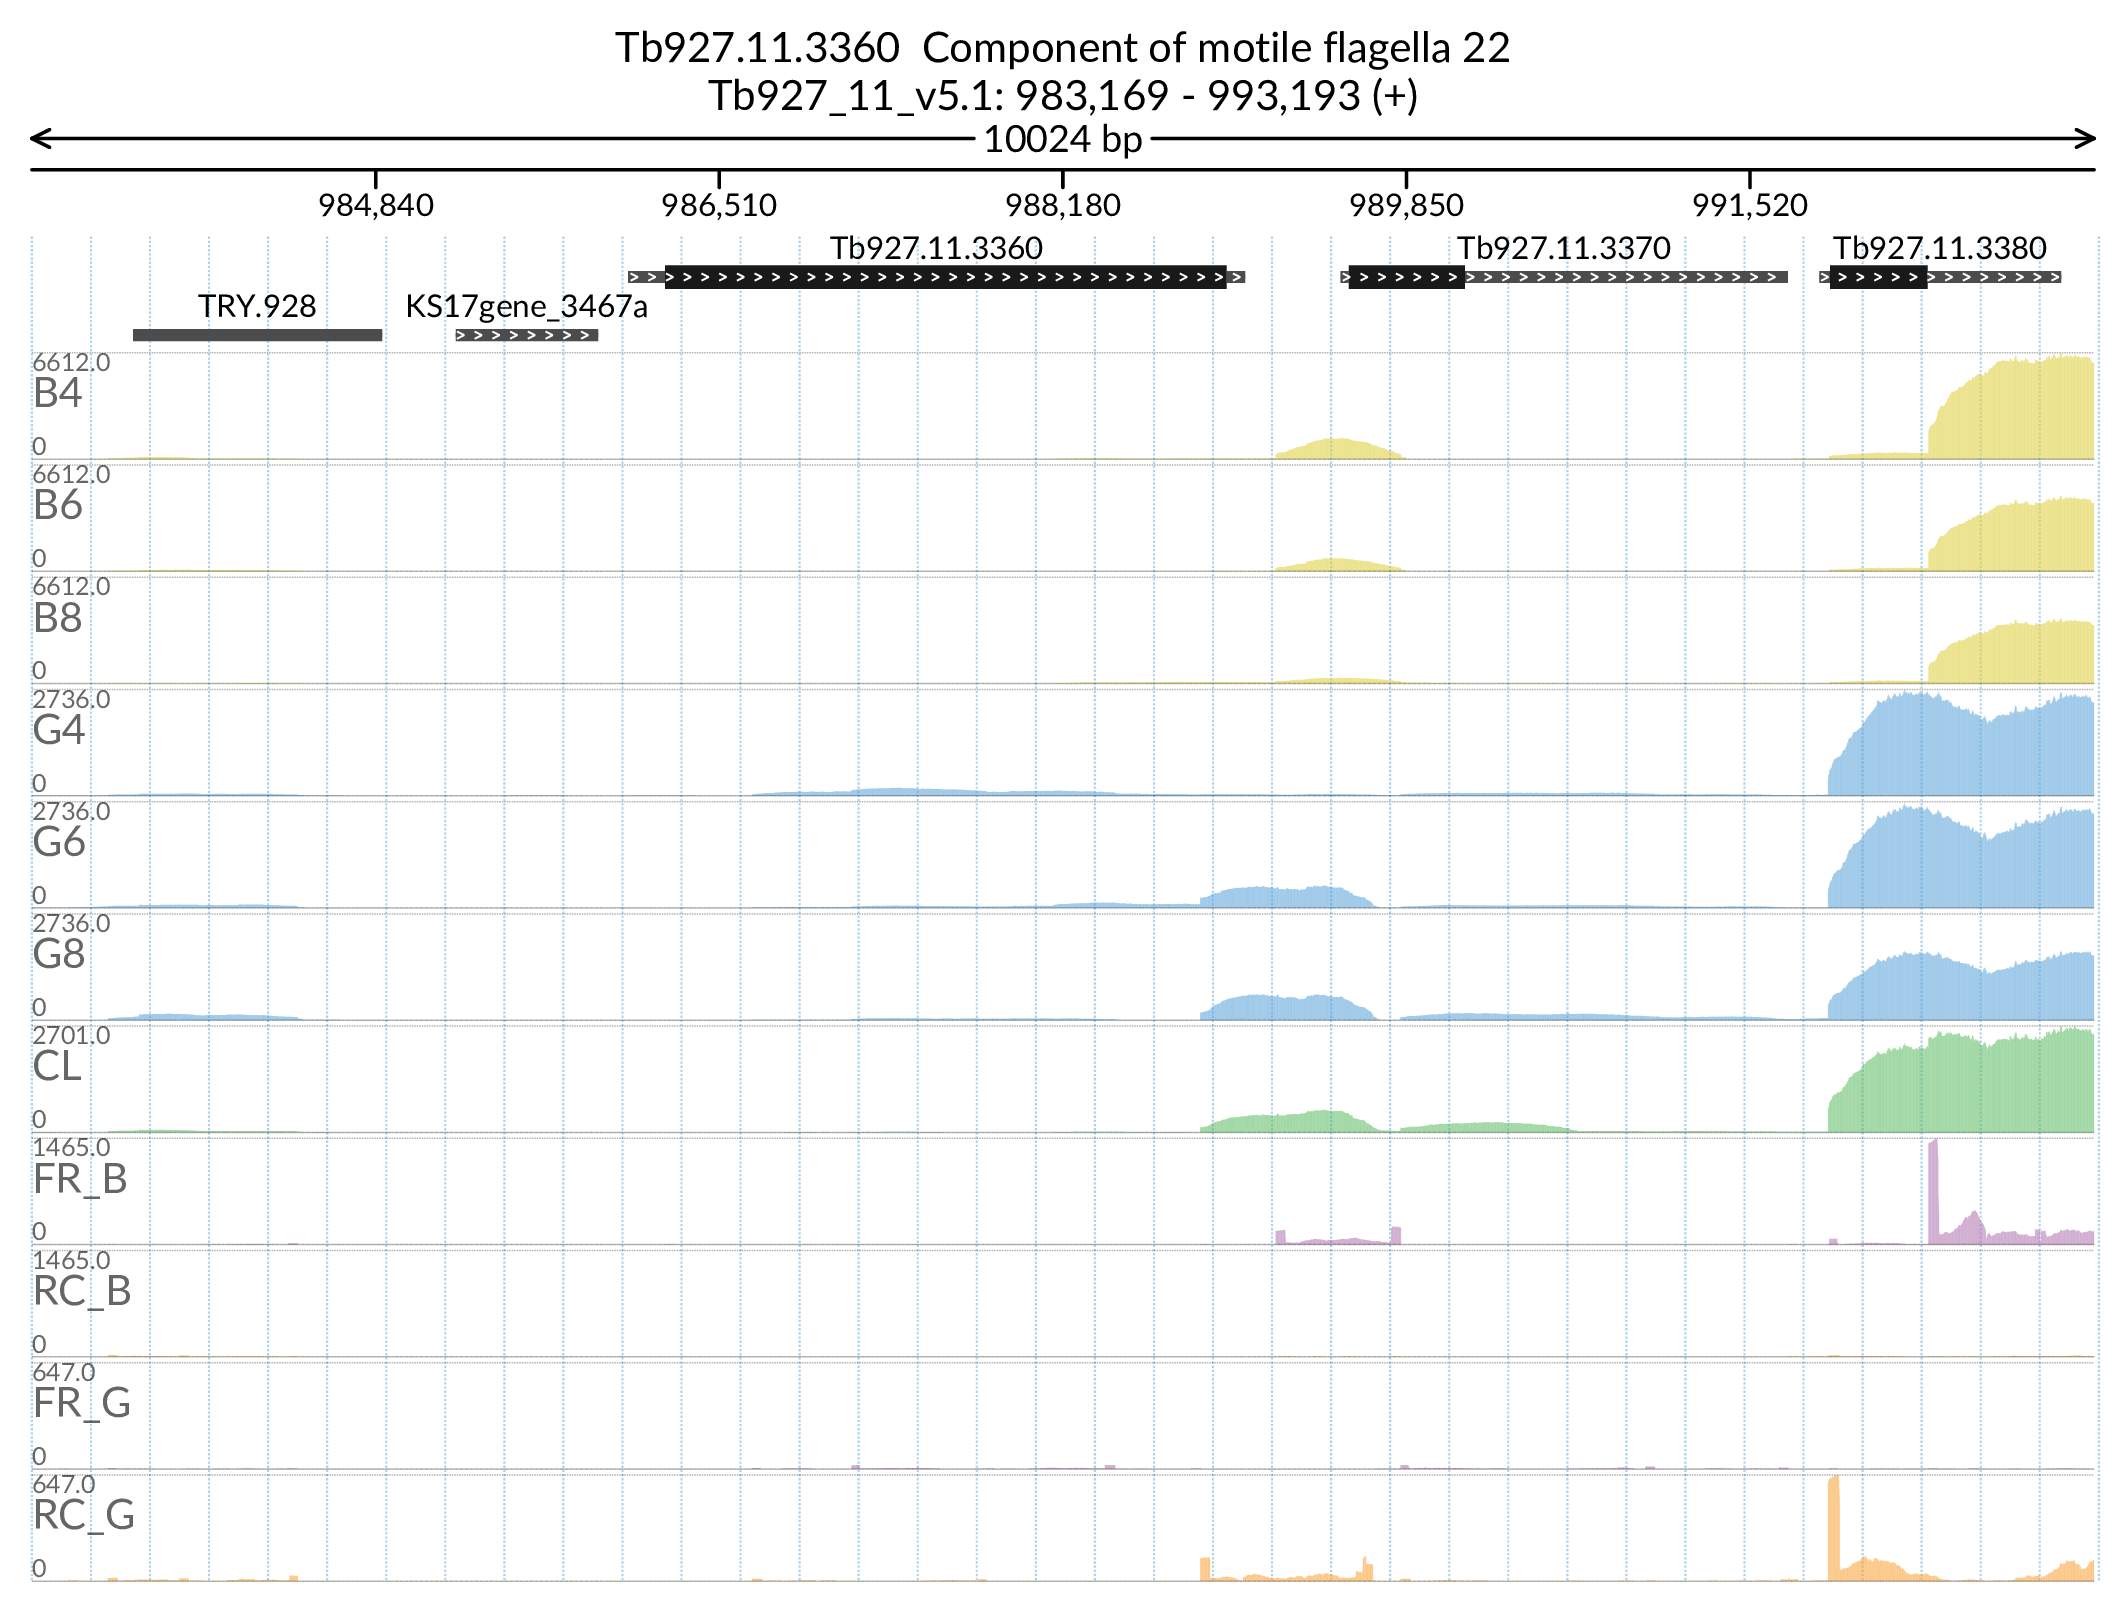 Tb927.11.3360  Component of motile flagella 22
Tb927_11_v5.1: 983,169 - 993,193 (+)
10024 bp
984,840 986,510 988,180 989,850 991,520
Tb927.11.3360 Tb927.11.3370 Tb927.11.3380
TRY.928 KS17gene_3467a
6612.0
B4
0
6612.0
B6
0
6612.0
B8
0
2736.0
G4
0
2736.0
G6
0
2736.0
G8
0
2701.0
CL
0
1465.0
FR_B
0
1465.0
RC_B
0
647.0
FR_G
0
647.0
RC_G
0